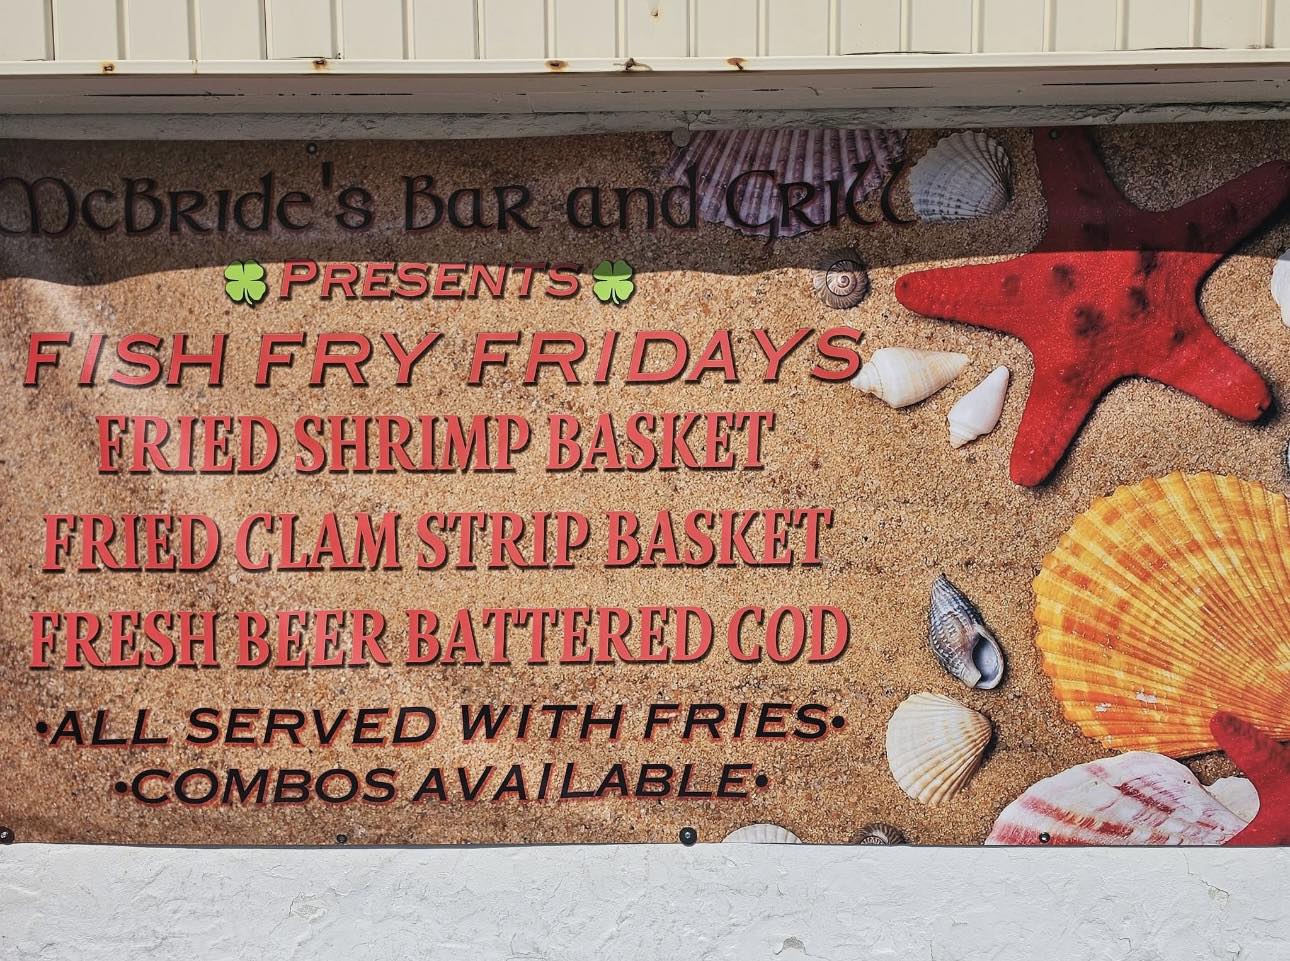 McBride's Bar and Grill
PRESENTS
FISH FRY FRIDAYS
FRIED SHRIMP BASKET
FRIED CLAM STRIP BASKET
FRESH BEER BATTERED COD
•ALL SERVED WITH FRIES•
•COMBOS AVAILABLE•